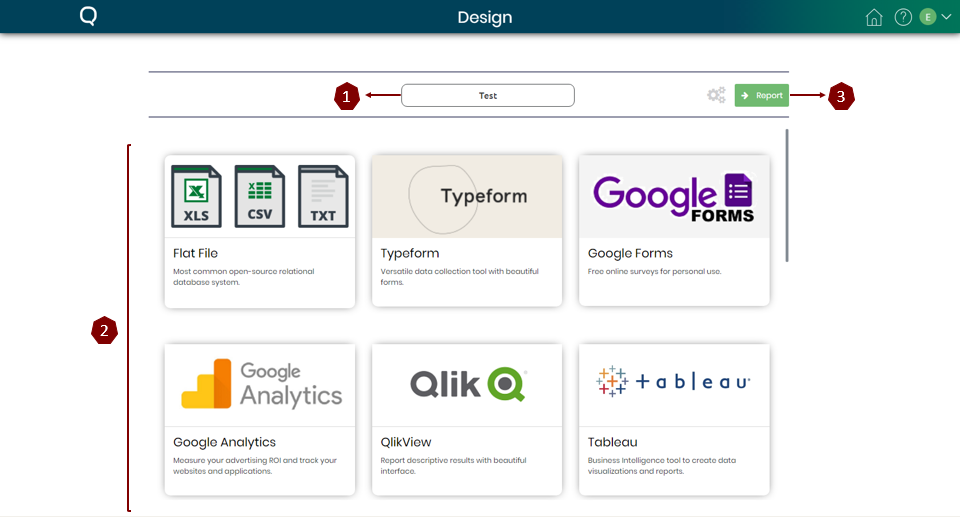 Q
Design
E
1
Test
Report
3
2
XLS
CSV
TXT
Flat File
Most common open-source relational
database system.
Typeform
Typeform
Versatile data collection tool with beautiful
forms.
Google
FORMS
Google Forms
Free online surveys for personal use.
Google
Analytics
Google Analytics
Measure your advertising ROI and track your
websites and applications.
Qlik
QlikView
Report descriptive results with beautiful
interface.
tableau
Tableau
Business Intelligence tool to create data
visualizations and reports.